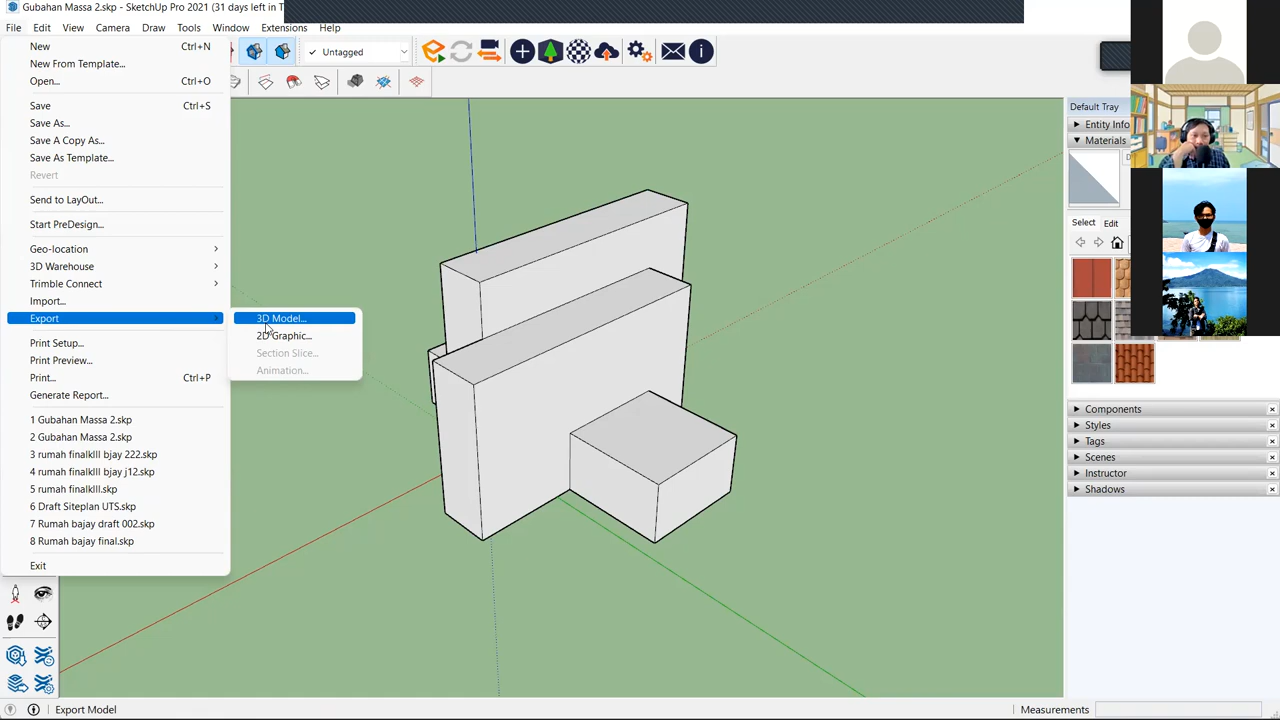 Gubahan Massa 2.skp - SketchUp Pro 2021 (31 days left in T
File Edit View Camera Draw Tools Window Extensions Help
Untagged
New Ctrl+N
New From Template...
Open... Ctrl+O
Save Ctrl+S
Save As...
Save A Copy As...
Save As Template...
Revert
Send to LayOut...
Start PreDesign...
Geo-location
3D Warehouse
Trimble Connect
Import...
Export
3D Model...
2D Graphic...
Section Slice...
Animation...
Print Setup...
Print Preview...
Print... Ctrl+P
Generate Report...
1 Gubahan Massa 2.skp
2 Gubahan Massa 2.skp
3 rumah finalkIII bjay 222.skp
4 rumah finalkIII bjay j12.skp
5 rumah finalkIII.skp
6 Draft Siteplan UTS.skp
7 Rumah bajay draft 002.skp
8 Rumah bajay final.skp
Exit
Default Tray
Entity Info
Materials
Select Edit
Components
Styles
Tags
Scenes
Instructor
Shadows
Export Model
Measurements